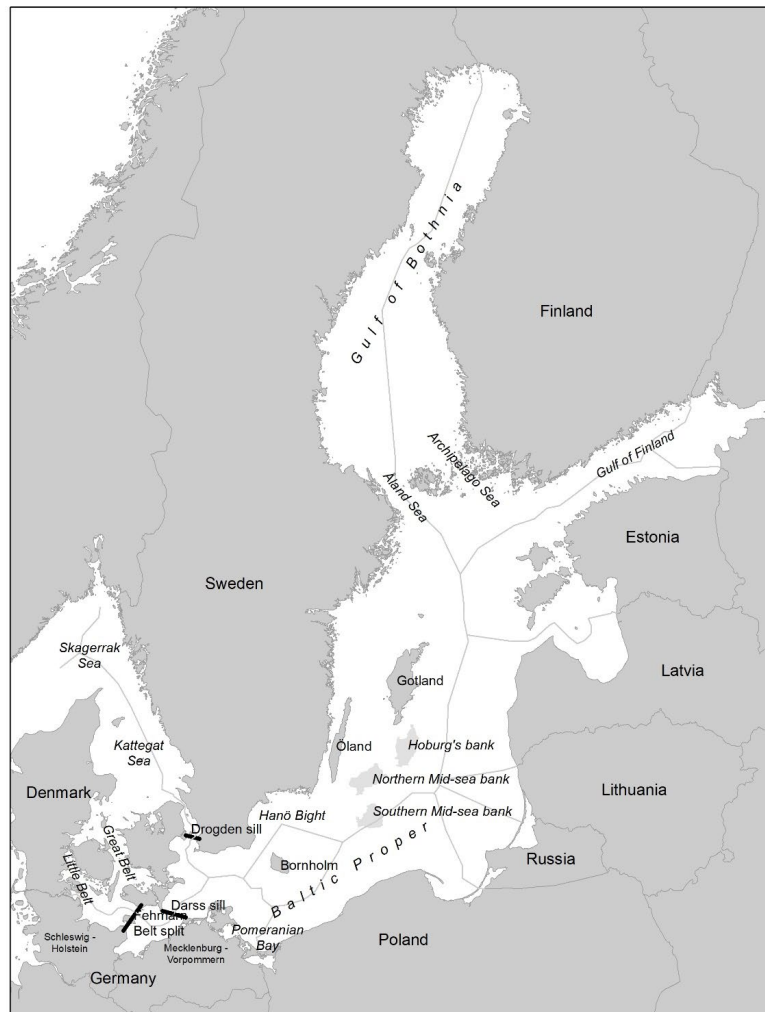 Gulf of Bothnia
Finland
Archipelago Sea
Åland Sea
Gulf of Finland
Estonia
Sweden
Skagerrak
Sea
Latvia
Gotland
Öland
Hoburg's bank
Kattegat
Sea
Northern Mid-sea bank
Lithuania
Denmark
Hanö Bight
Southern Mid-sea bank
Drogden sill
Great Belt
Little Belt
Bornholm
Baltic Proper
Russia
Darss sill
Fehmarn
Belt split
Pomeranian
Bay
Poland
Schleswig -
Holstein
Mecklenburg -
Vorpommern
Germany